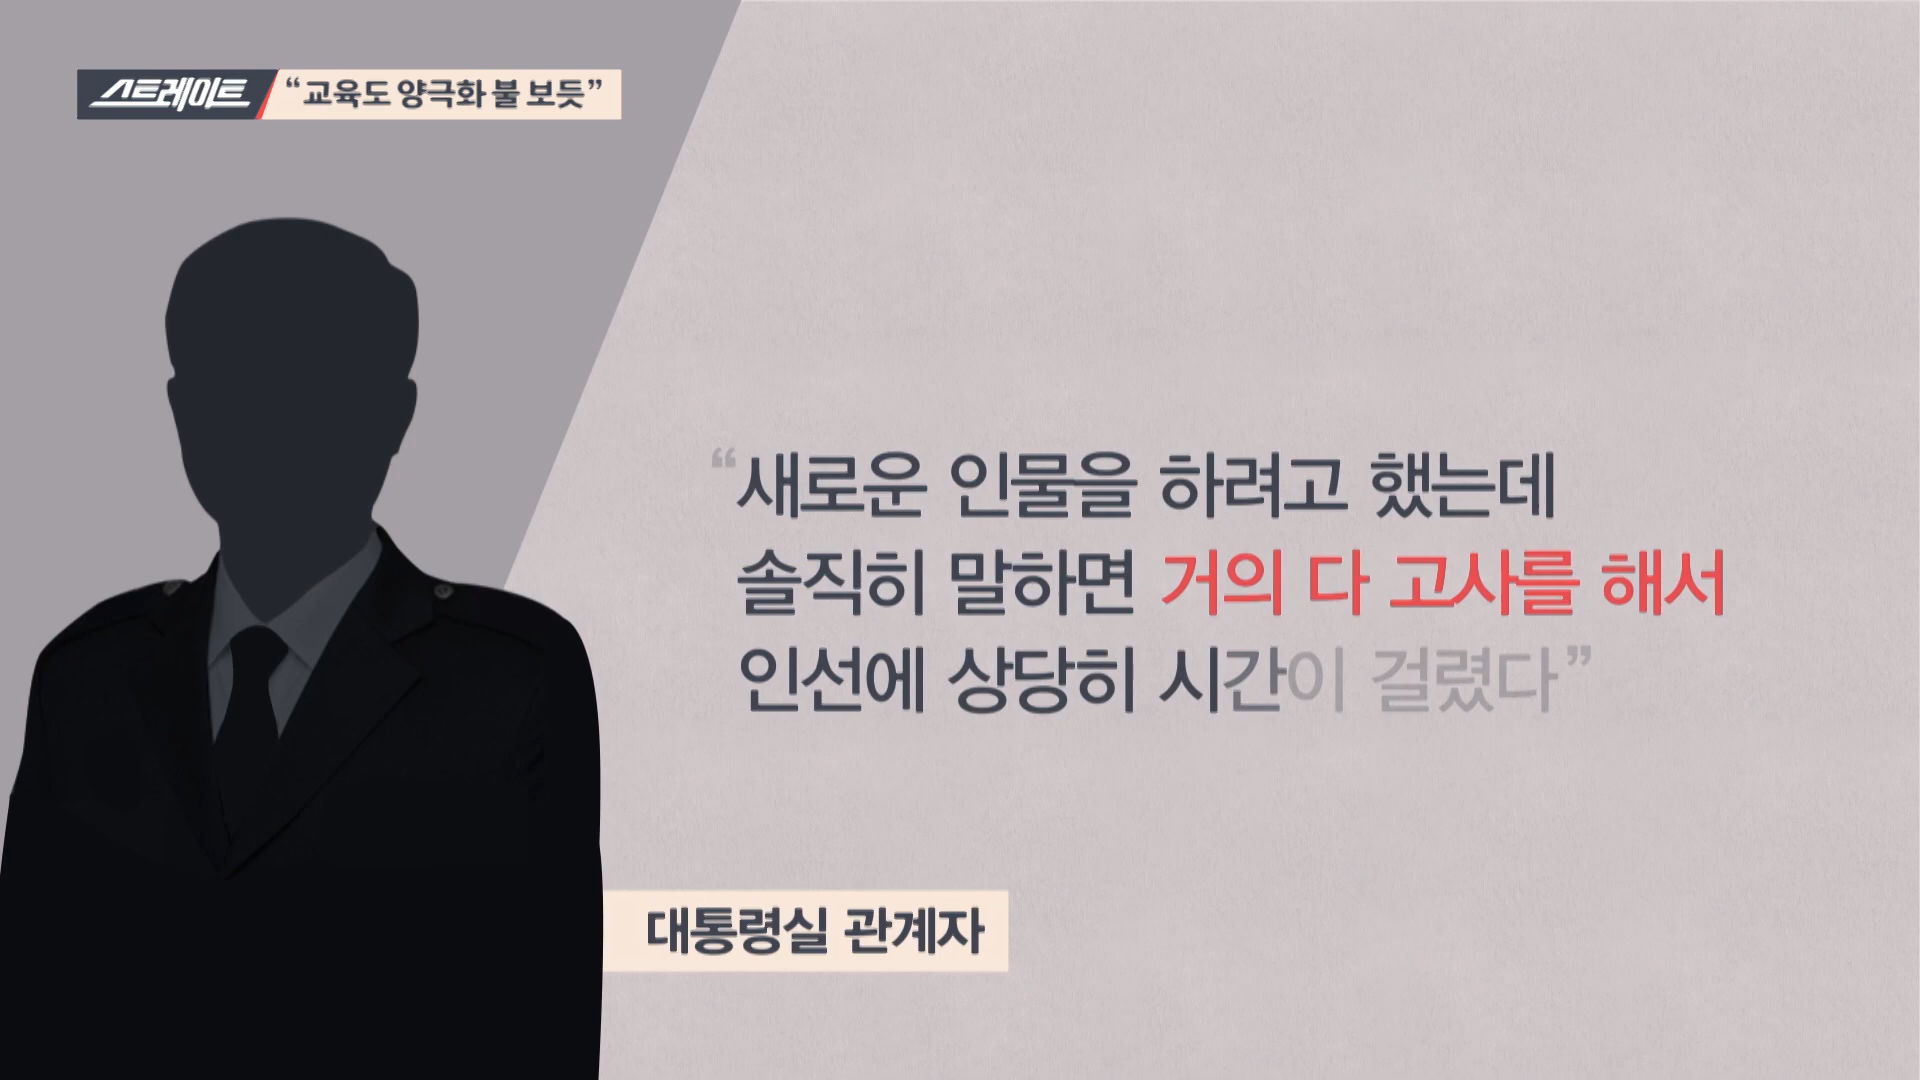 스트레이트 “교육도 양극화 불 보듯”
“새로운 인물을 하려고 했는데
솔직히 말하면 거의 다 고사를 해서
인선에 상당히 시간이 걸렸다”
대통령실 관계자